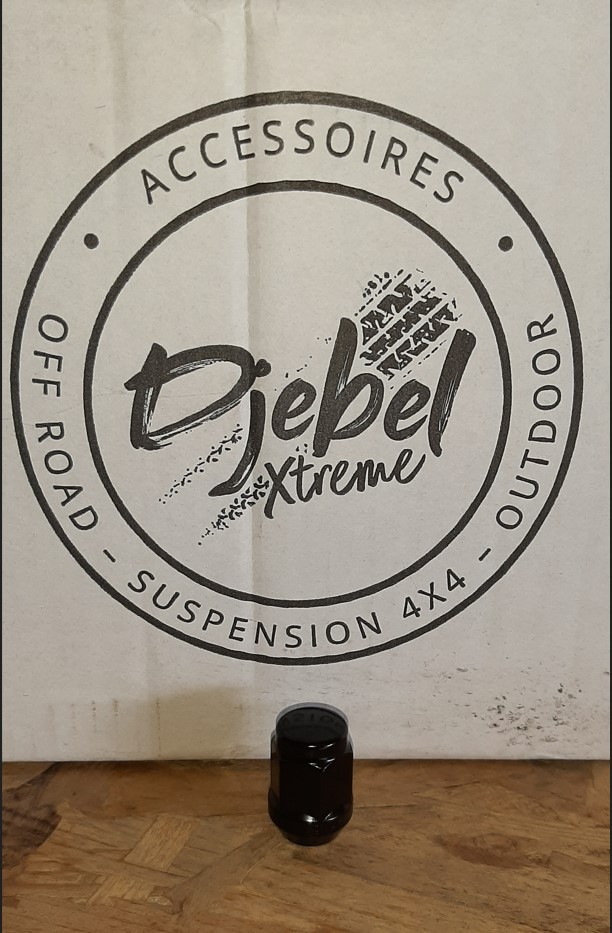 ACCESSOIRES
Djebel
Xtreme
OFF ROAD – SUSPENSION 4X4 – OUTDOOR